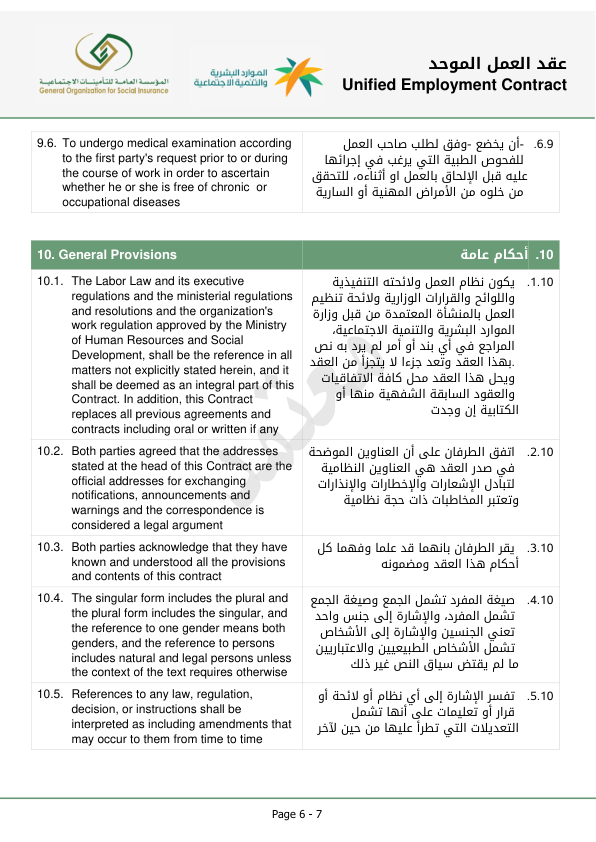 المؤسسة العامة للتأمينات الاجتماعية
General Organization for Social Insurance
الموارد البشرية
والتنمية الاجتماعية
عقد العمل الموحد
Unified Employment Contract
9.6. To undergo medical examination according
to the first party's request prior to or during
the course of work in order to ascertain
whether he or she is free of chronic or
occupational diseases
.6.9 -أن يخضع -وفق لطلب صاحب العمل
للفحوص الطبية التي يرغب في إجرائها
عليه قبل الإلحاق بالعمل او أثناءه، للتحقق
من خلوه من الأمراض المهنية أو السارية
10. General Provisions
.10 أحكام عامة
10.1. The Labor Law and its executive
regulations and the ministerial regulations
and resolutions and the organization's
work regulation approved by the Ministry
of Human Resources and Social
Development, shall be the reference in all
matters not explicitly stated herein, and it
shall be deemed as an integral part of this
Contract. In addition, this Contract
replaces all previous agreements and
contracts including oral or written if any
.1.10 يكون نظام العمل ولائحته التنفيذية
واللوائح والقرارات الوزارية ولائحة تنظيم
العمل بالمنشأة المعتمدة من قبل وزارة
الموارد البشرية والتنمية الاجتماعية،
المراجع في أي بند أو أمر لم يرد به نص
.بهذا العقد وتعد جزءا لا يتجزأ من العقد
ويحل هذا العقد محل كافة الاتفاقيات
والعقود السابقة الشفهية منها أو
الكتابية إن وجدت
10.2. Both parties agreed that the addresses
stated at the head of this Contract are the
official addresses for exchanging
notifications, announcements and
warnings and the correspondence is
considered a legal argument
.2.10 اتفق الطرفان على أن العناوين الموضحة
في صدر العقد هي العناوين النظامية
لتبادل الإشعارات والإخطارات والإنذارات
وتعتبر المخاطبات ذات حجة نظامية
10.3. Both parties acknowledge that they have
known and understood all the provisions
and contents of this contract
.3.10 يقر الطرفان بانهما قد علما وفهما كل
أحكام هذا العقد ومضمونه
10.4. The singular form includes the plural and
the plural form includes the singular, and
the reference to one gender means both
genders, and the reference to persons
includes natural and legal persons unless
the context of the text requires otherwise
.4.10 صيغة المفرد تشمل الجمع وصيغة الجمع
تشمل المفرد، والإشارة إلى جنس واحد
تعني الجنسين والإشارة إلى الأشخاص
تشمل الأشخاص الطبيعيين والاعتباريين
ما لم يقتض سياق النص غير ذلك
10.5. References to any law, regulation,
decision, or instructions shall be
interpreted as including amendments that
may occur to them from time to time
.5.10 تفسر الإشارة إلى أي نظام أو لائحة أو
قرار أو تعليمات على أنها تشمل
التعديلات التي تطرأ عليها من حين لآخر
معتمد
Page 6 - 7